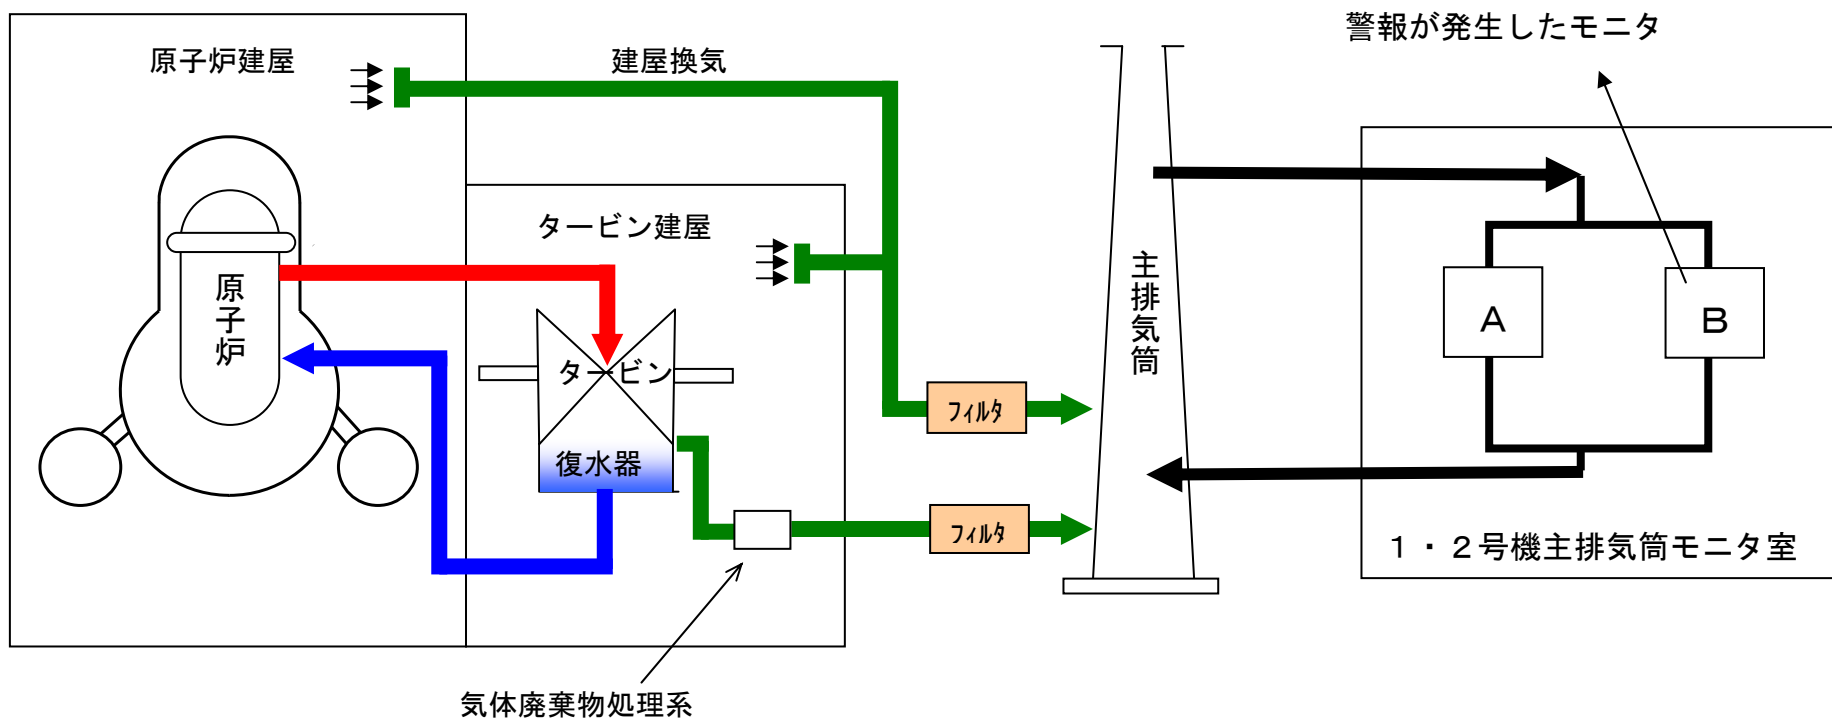 警報が発生したモニタ
原子炉建屋
建屋換気
タービン建屋
原子炉
タービン
復水器
主排気筒
A
B
フィルタ
フィルタ
1・2号機主排気筒モニタ室
気体廃棄物処理系